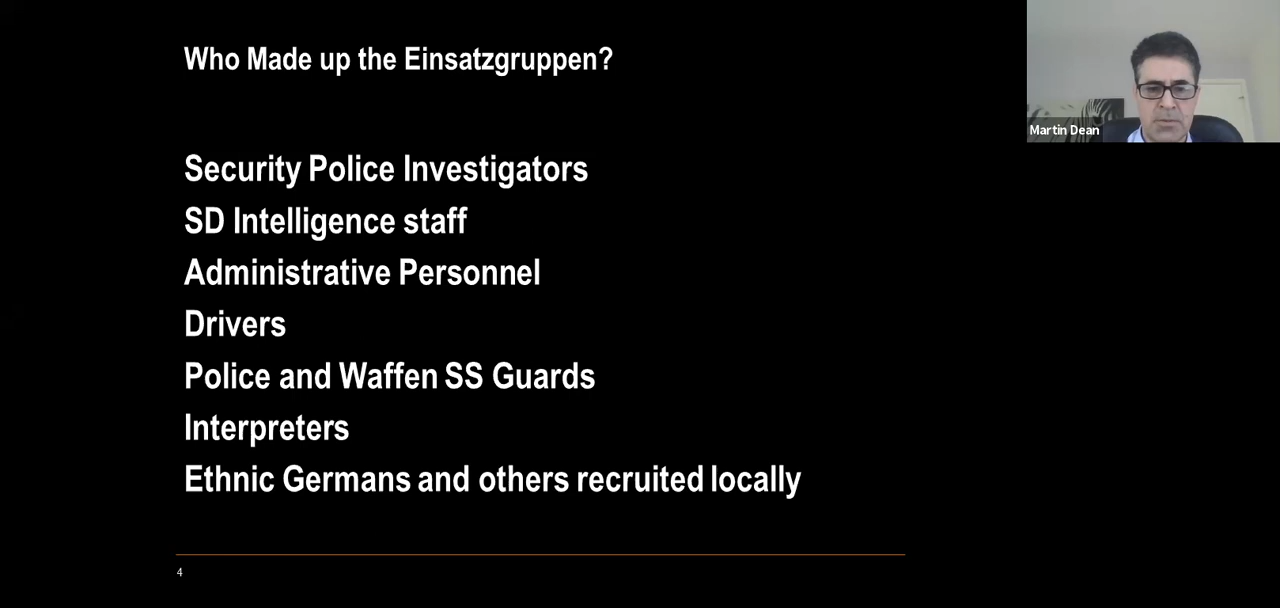 Who Made up the Einsatzgruppen?
Martin Dean
Security Police Investigators
SD Intelligence staff
Administrative Personnel
Drivers
Police and Waffen SS Guards
Interpreters
Ethnic Germans and others recruited locally
4